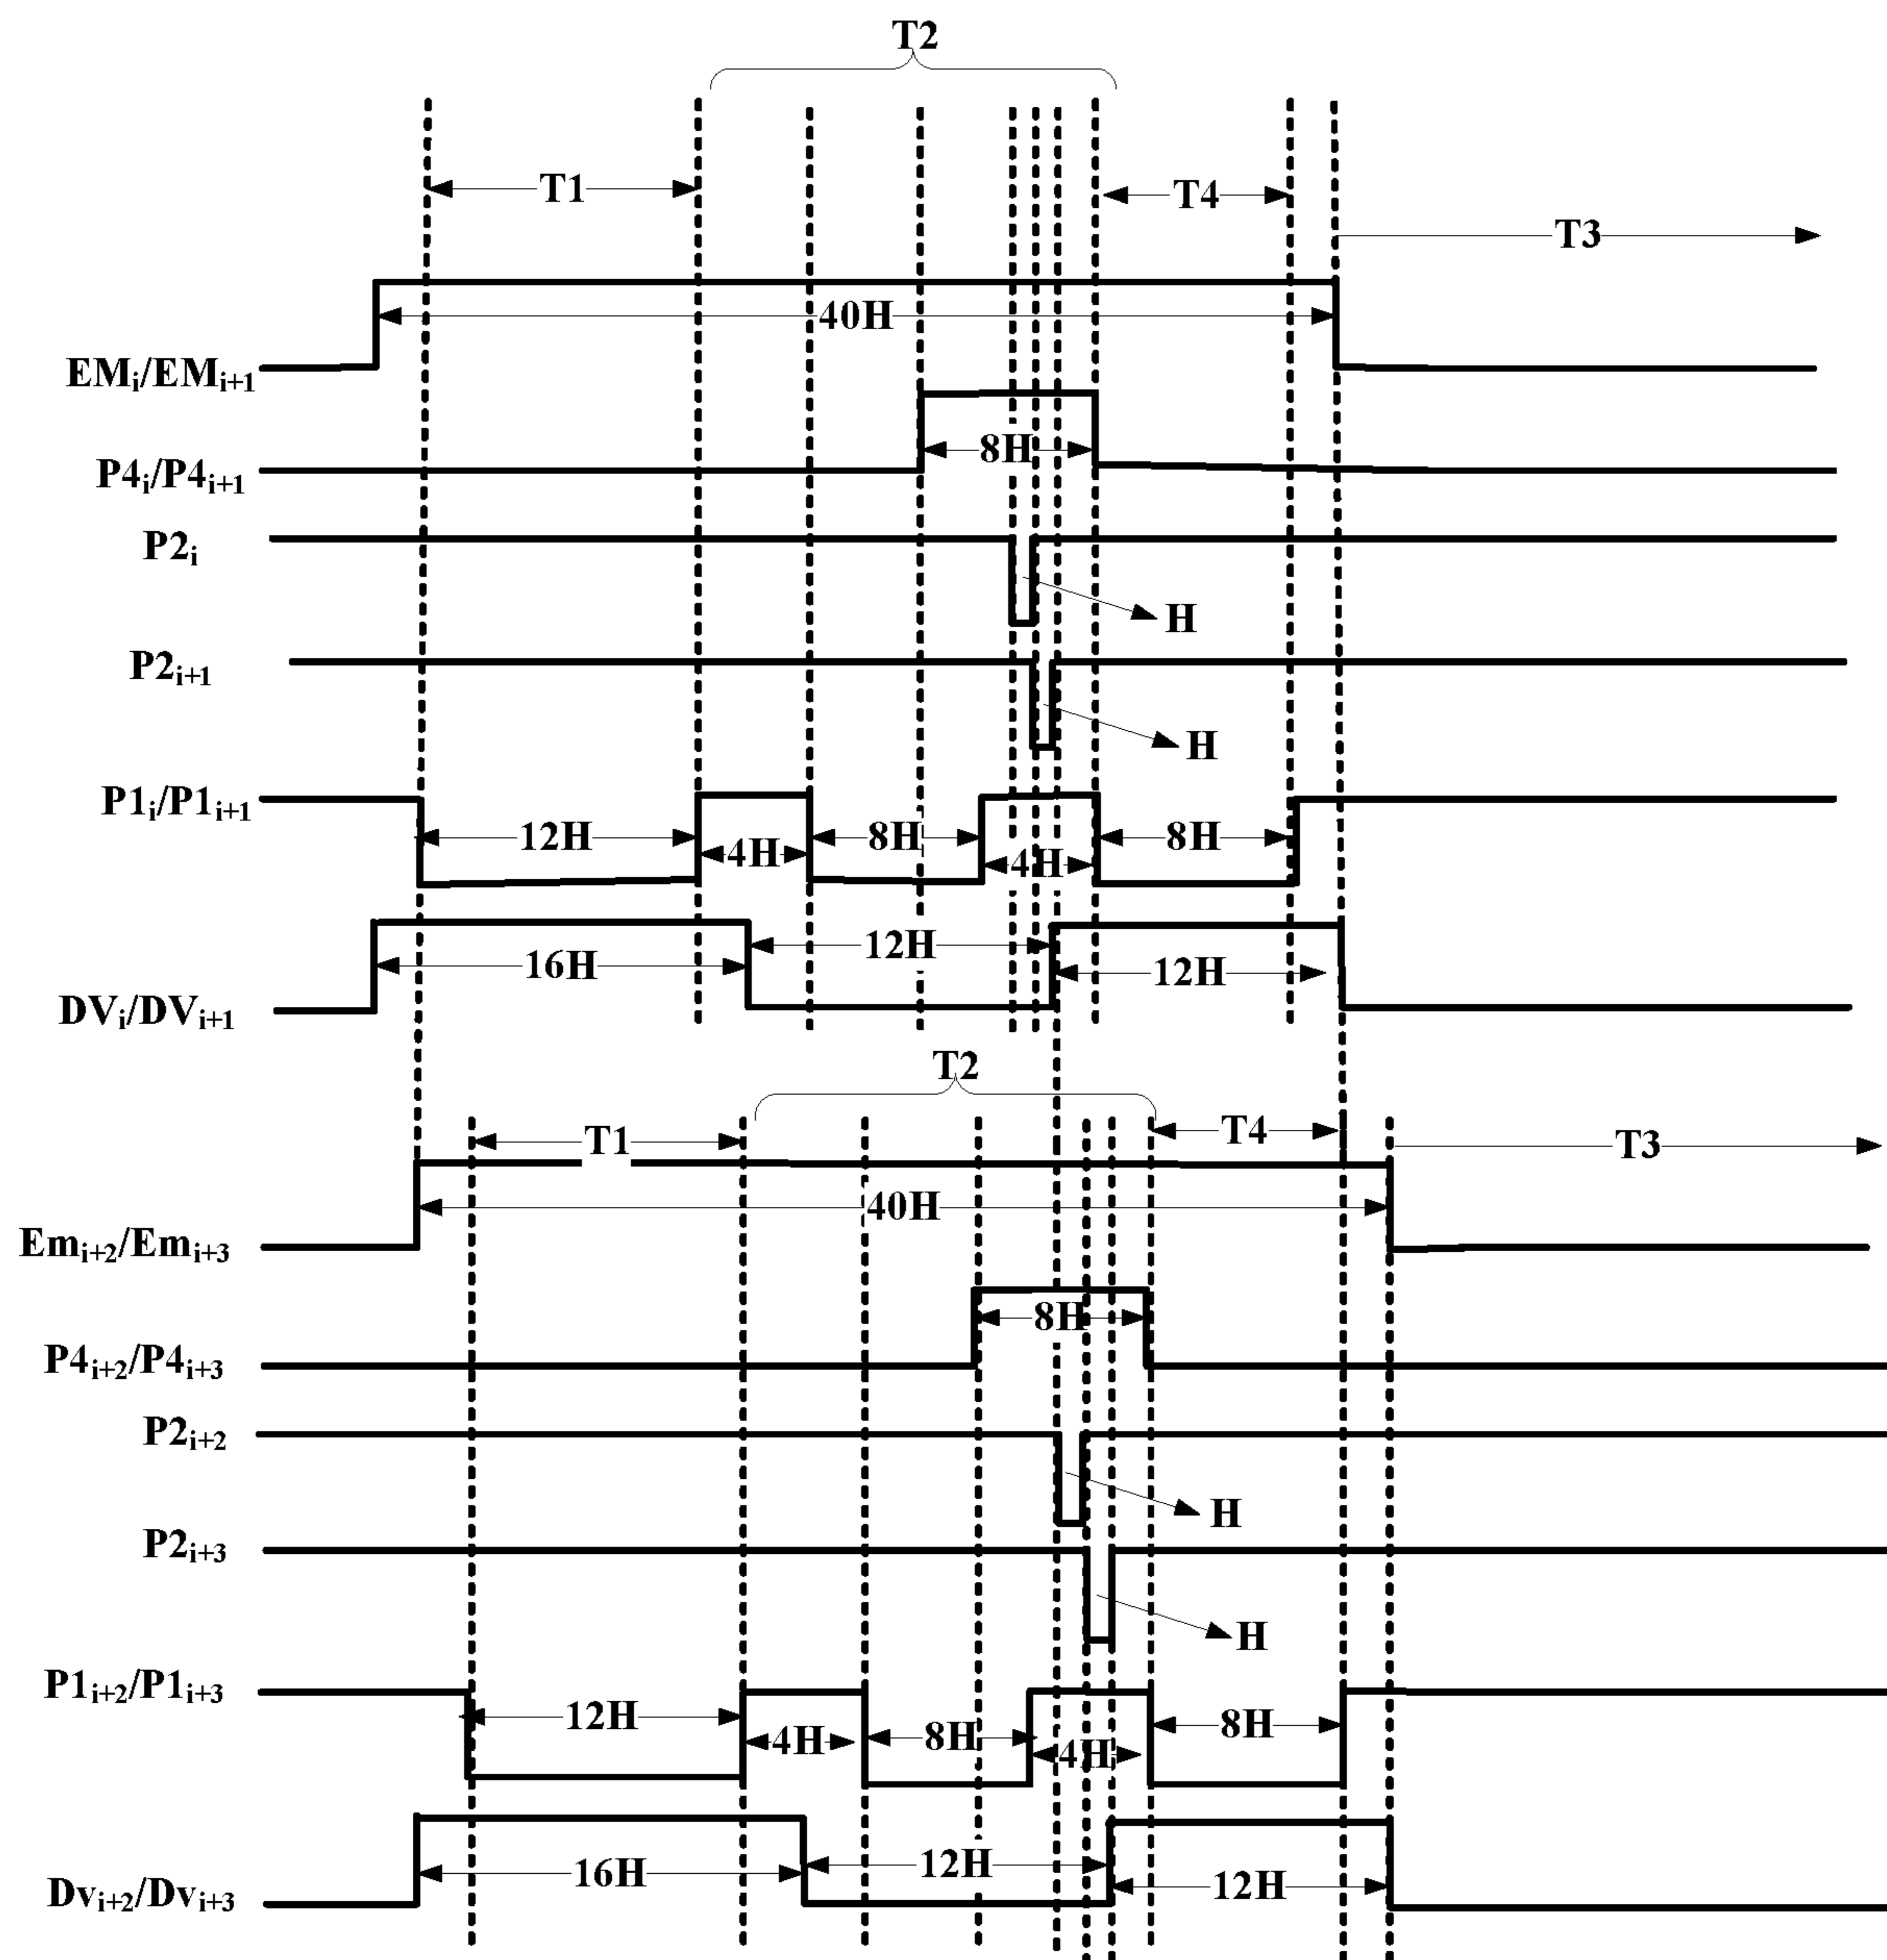 T2
T1
T4
T3
40H
EMi/EMi+1
8H
P4i/P4i+1
P2i
H
P2i+1
H
P1i/P1i+1
12H
4H
8H
4H
8H
DVi/DVi+1
16H
12H
12H
T2
T1
T4
T3
40H
Emi+2/Emi+3
8H
P4i+2/P4i+3
P2i+2
H
P2i+3
H
P1i+2/P1i+3
12H
4H
8H
4H
8H
Dvi+2/Dvi+3
16H
12H
12H